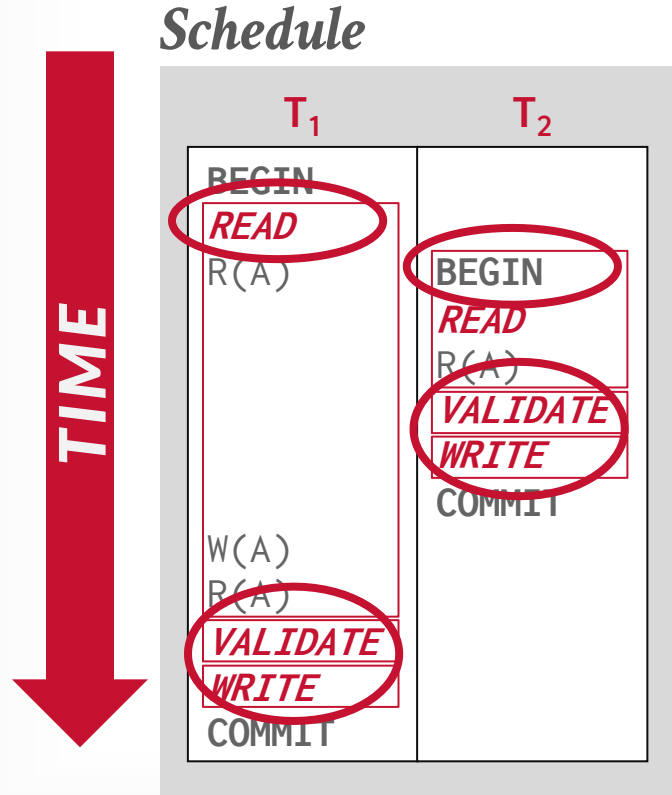 Schedule
TIME
T₁
T₂
BEGIN
READ
R(A)
BEGIN
READ
R(A)
VALIDATE
WRITE
COMMIT
W(A)
R(A)
VALIDATE
WRITE
COMMIT